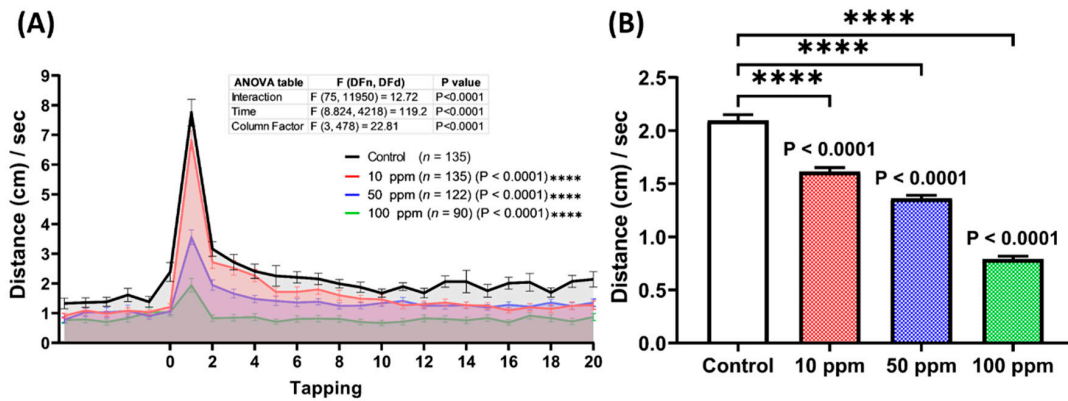 (A)
ANOVA table F (DFn, DFd) P value
Interaction F (75, 11950) = 12.72 P<0.0001
Time F (8.824, 4218) = 119.2 P<0.0001
Column Factor F (3, 478) = 22.81 P<0.0001
Control (n = 135)
10 ppm (n = 135) (P < 0.0001) ****
50 ppm (n = 122) (P < 0.0001) ****
100 ppm (n = 90) (P < 0.0001) ****
Distance (cm) / sec
9
8
7
6
5
4
3
2
1
0
0 2 4 6 8 10 12 14 16 18 20
Tapping
(B)
****
****
****
Distance (cm) / sec
2.5
2.0
1.5
1.0
0.5
0.0
P < 0.0001
P < 0.0001
P < 0.0001
Control 10 ppm 50 ppm 100 ppm